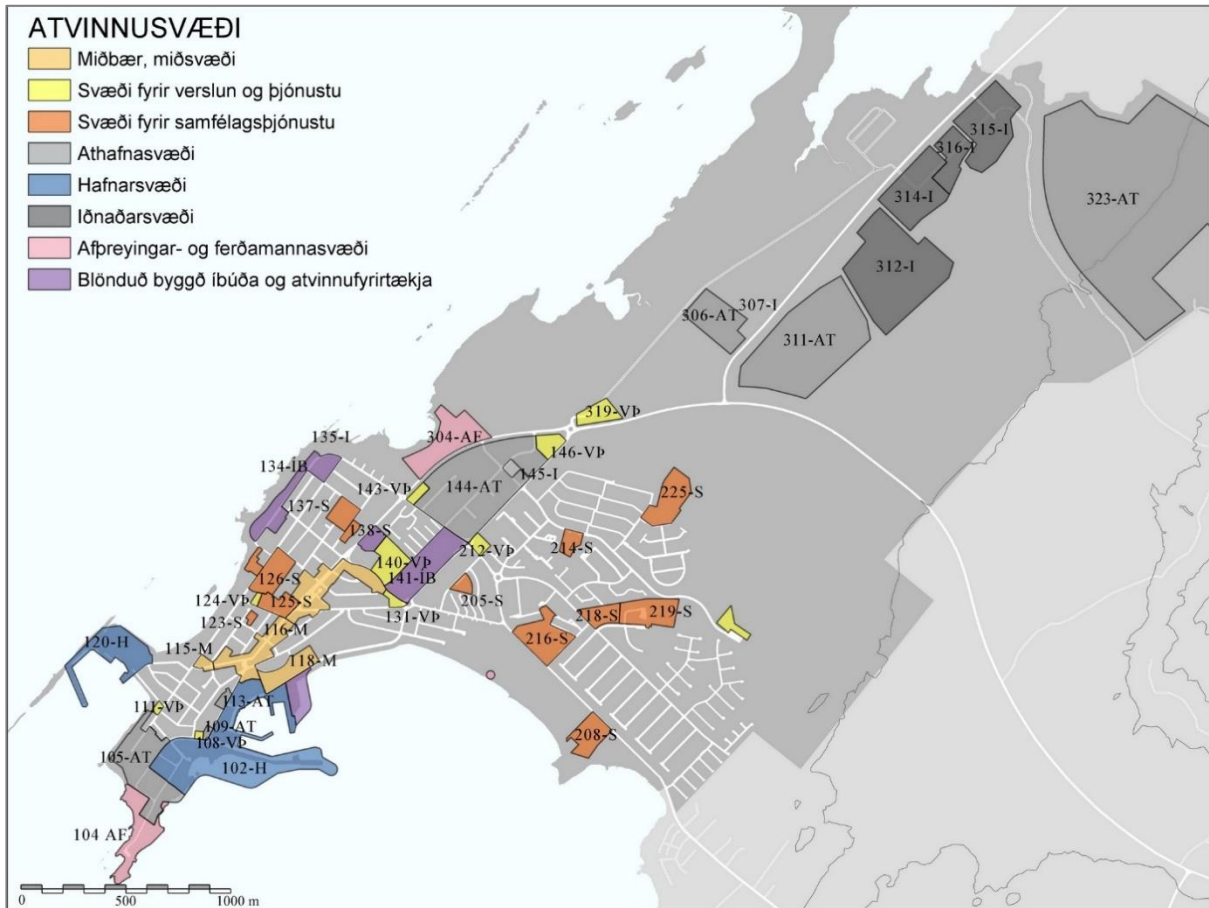 ATVINNUSVÆÐI
Miðbær, miðsvæði
Svæði fyrir verslun og þjónustu
Svæði fyrir samfélagsþjónustu
Athafnasvæði
Hafnarsvæði
Iðnaðarsvæði
Afþreyingar- og ferðamannasvæði
Blönduð byggð íbúða og atvinnufyrirtækja
315-I
316-I
314-I
323-AT
312-I
307-I
306-AT
311-AT
319-VÞ
304-AF
146-VÞ
135-I
134-ÍB
145-I
143-VÞ
144-AT
225-S
137-S
138-S
212-VÞ
214-S
140-VÞ
141-ÍB
126-S
205-S
124-VÞ
125-S
131-VÞ
123-S
218-S
219-S
116-M
216-S
120-H
115-M
118-M
113-AT
111-VÞ
109-AT
108-VÞ
208-S
105-AT
102-H
104 AF
0 500 1000 m